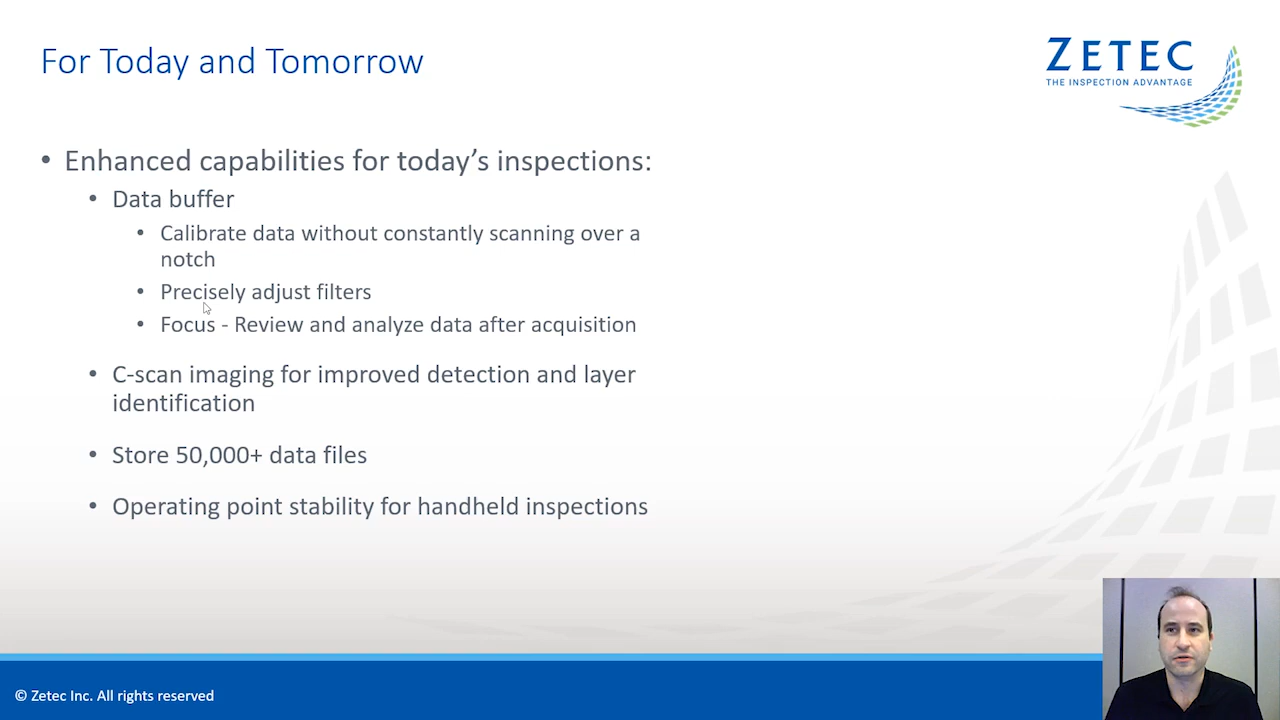 For Today and Tomorrow
ZETEC
THE INSPECTION ADVANTAGE
• Enhanced capabilities for today's inspections:
• Data buffer
• Calibrate data without constantly scanning over a
notch
• Precisely adjust filters
• Focus - Review and analyze data after acquisition
• C-scan imaging for improved detection and layer
identification
• Store 50,000+ data files
• Operating point stability for handheld inspections
© Zetec Inc. All rights reserved